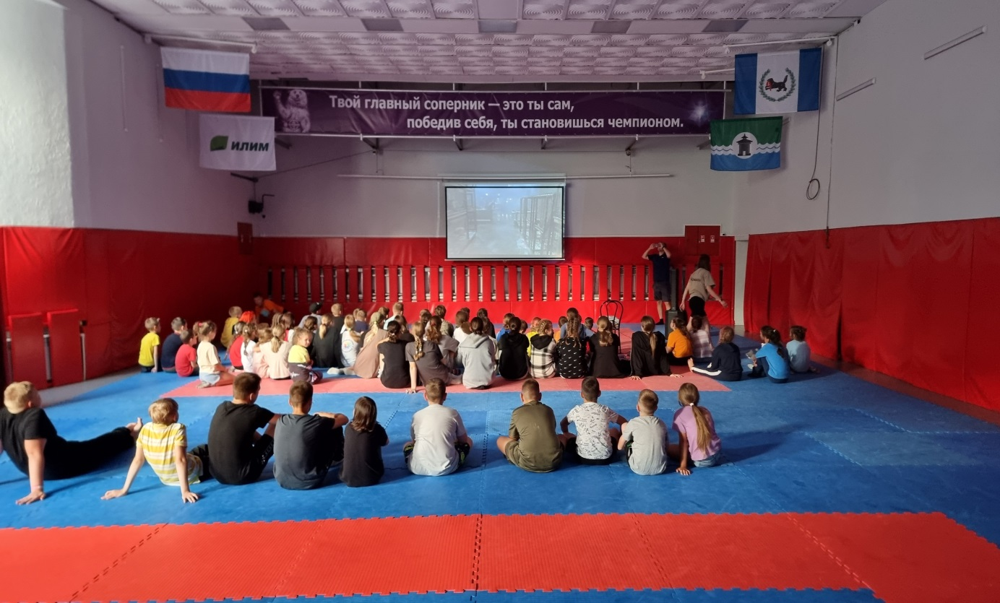 Твой главный соперник — это ты сам,
победив себя, ты становишься чемпионом.
илим